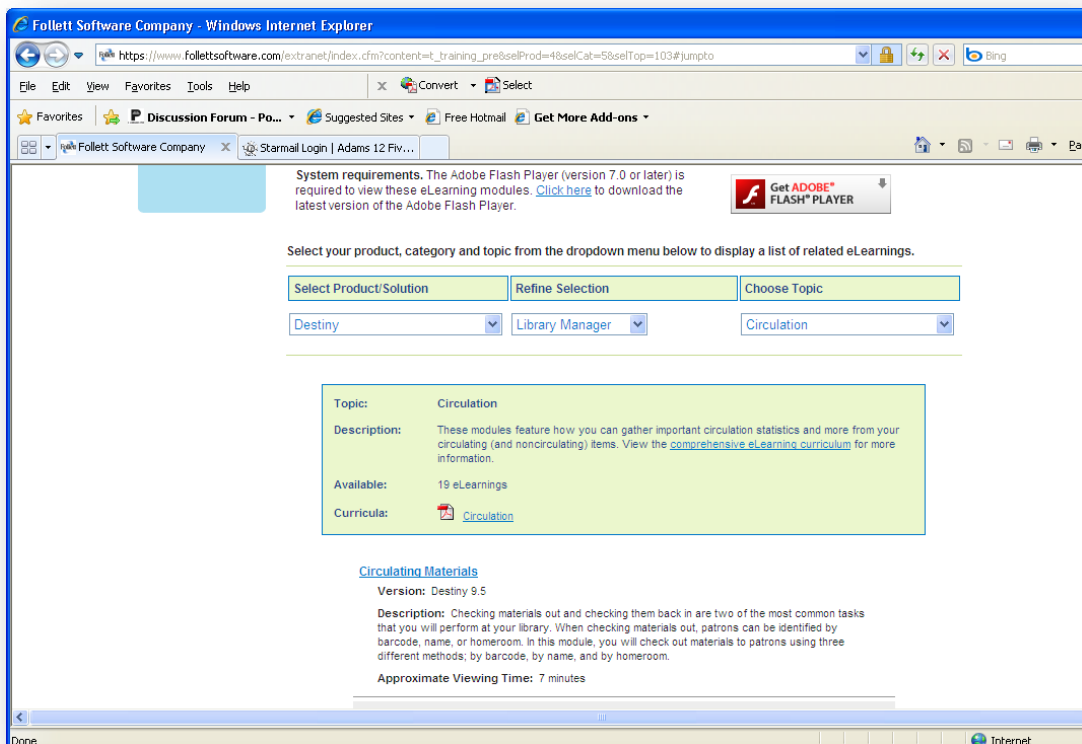 Follett Software Company - Windows Internet Explorer
https://www.follettsoftware.com/extranet/index.cfm?content=t_training_pre&selProd=4&selCat=5&selTop=103#jumpto
Bing
File Edit View Favorites Tools Help
x Convert Select
Favorites Discussion Forum - Po... Suggested Sites Free Hotmail Get More Add-ons
Follett Software Company X Starmail Login | Adams 12 Fiv...
Pa
System requirements. The Adobe Flash Player (version 7.0 or later) is
required to view these eLearning modules. Click here to download the
latest version of the Adobe Flash Player.
Get ADOBE®
FLASH® PLAYER
Select your product, category and topic from the dropdown menu below to display a list of related eLearnings.
Select Product/Solution Refine Selection Choose Topic
Destiny Library Manager Circulation
Topic: Circulation
Description: These modules feature how you can gather important circulation statistics and more from your
circulating (and noncirculating) items. View the comprehensive eLearning curriculum for more
information.
Available: 19 eLearnings
Curricula: Circulation
Circulating Materials
Version: Destiny 9.5
Description: Checking materials out and checking them back in are two of the most common tasks
that you will perform at your library. When checking materials out, patrons can be identified by
barcode, name, or homeroom. In this module, you will check out materials to patrons using three
different methods; by barcode, by name, and by homeroom.
Approximate Viewing Time: 7 minutes
Done Internet